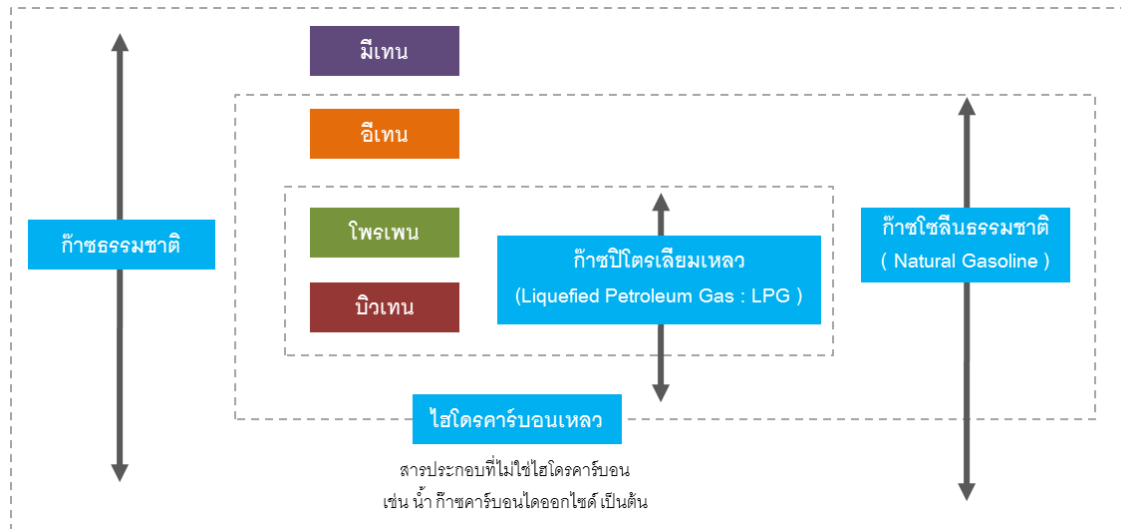 มีเทน
อีเทน
ก๊าซธรรมชาติ
โพรเพน
บิวเทน
ก๊าซปิโตรเลียมเหลว
(Liquefied Petroleum Gas : LPG )
ก๊าซโซลีนธรรมชาติ
( Natural Gasoline )
ไฮโดรคาร์บอนเหลว
สารประกอบที่ไม่ใช่ไฮโดรคาร์บอน
เช่น น้ำ ก๊าซคาร์บอนไดออกไซด์ เป็นต้น